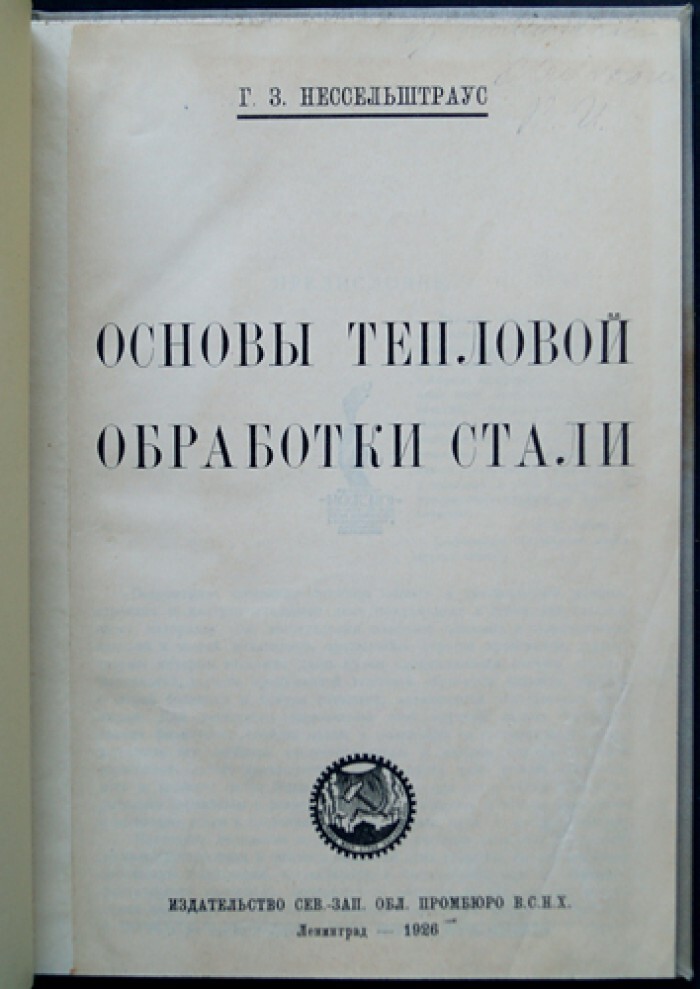 Г. З. НЕССЕЛЬШТРАУС
ОСНОВЫ ТЕПЛОВОЙ
ОБРАБОТКИ СТАЛИ
ИЗДАТЕЛЬСТВО СЕВ.-ЗАП. ОБЛ. ПРОМБЮРО В.С.Н.Х.
Ленинград — 1926